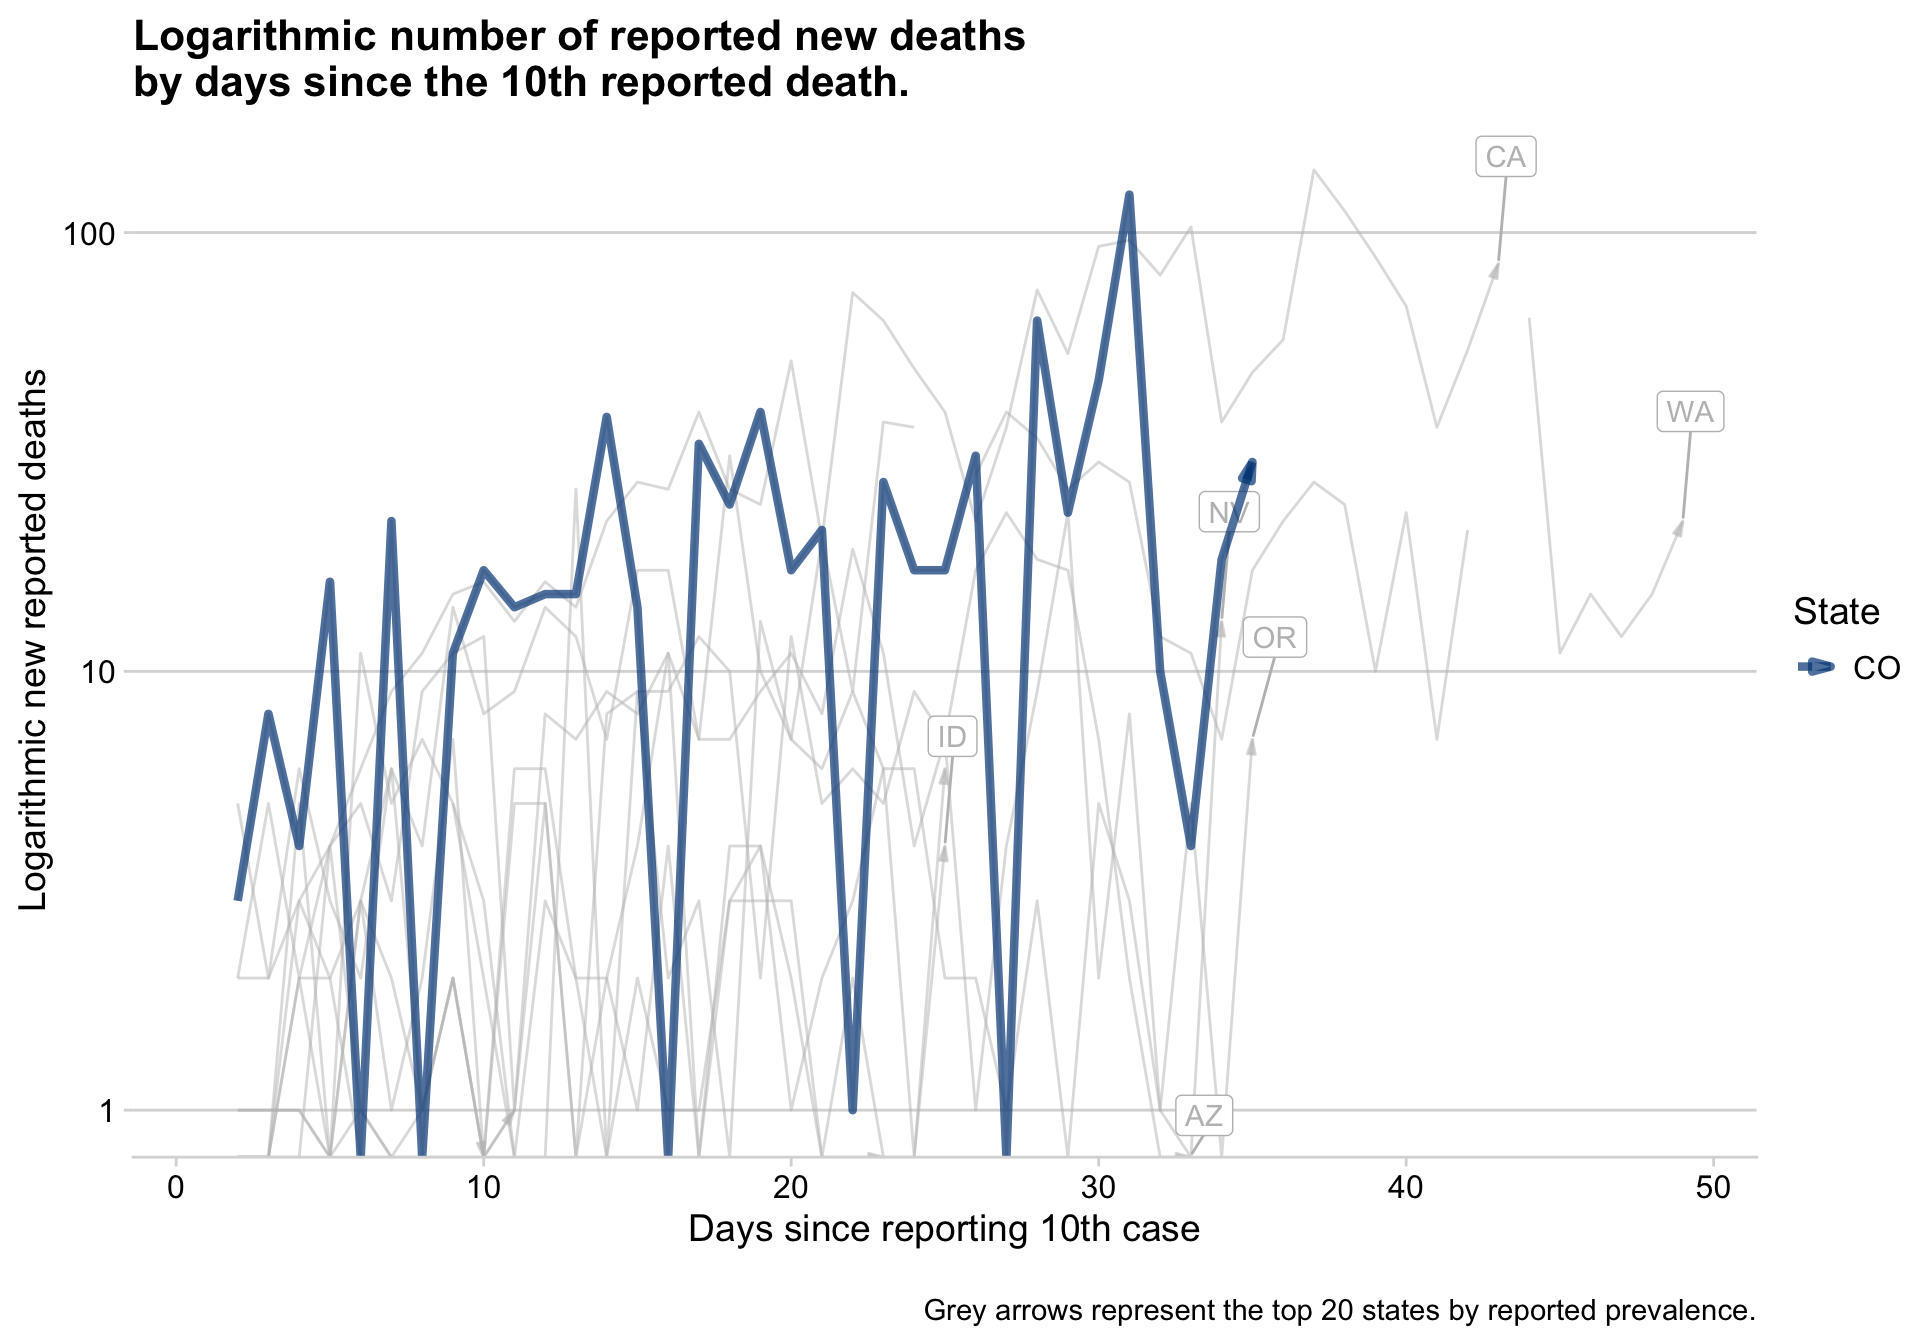 Logarithmic number of reported new deaths
by days since the 10th reported death.
CA
100
WA
NV
OR
10
ID
AZ
1
Logarithmic new reported deaths
State
CO
0 10 20 30 40 50
Days since reporting 10th case
Grey arrows represent the top 20 states by reported prevalence.